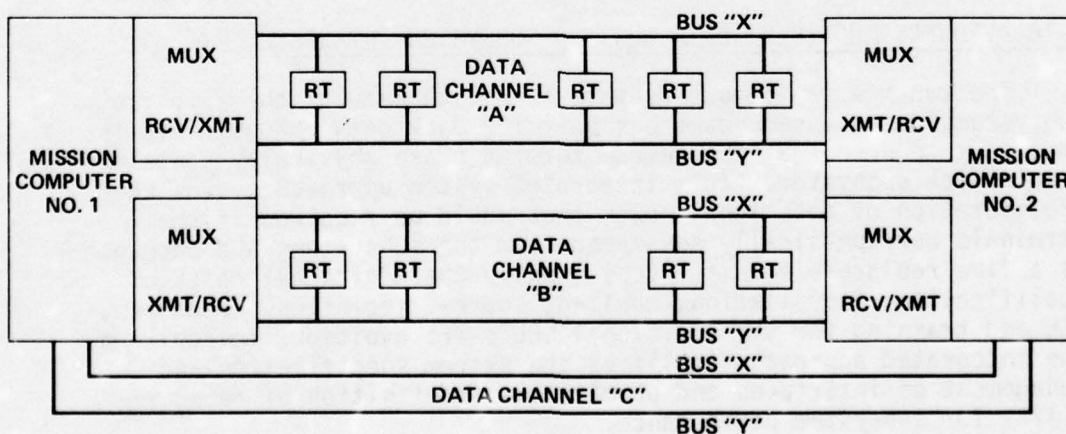 BUS "X"
MUX
RCV/XMT
MISSION
COMPUTER
NO. 1
MUX
XMT/RCV
RT RT RT RT RT
DATA
CHANNEL
"A"
BUS "Y"
BUS "X"
RT RT RT RT
DATA
CHANNEL
"B"
BUS "Y"
MUX
XMT/RCV
MISSION
COMPUTER
NO. 2
MUX
RCV/XMT
BUS "X"
DATA CHANNEL "C"
BUS "Y"